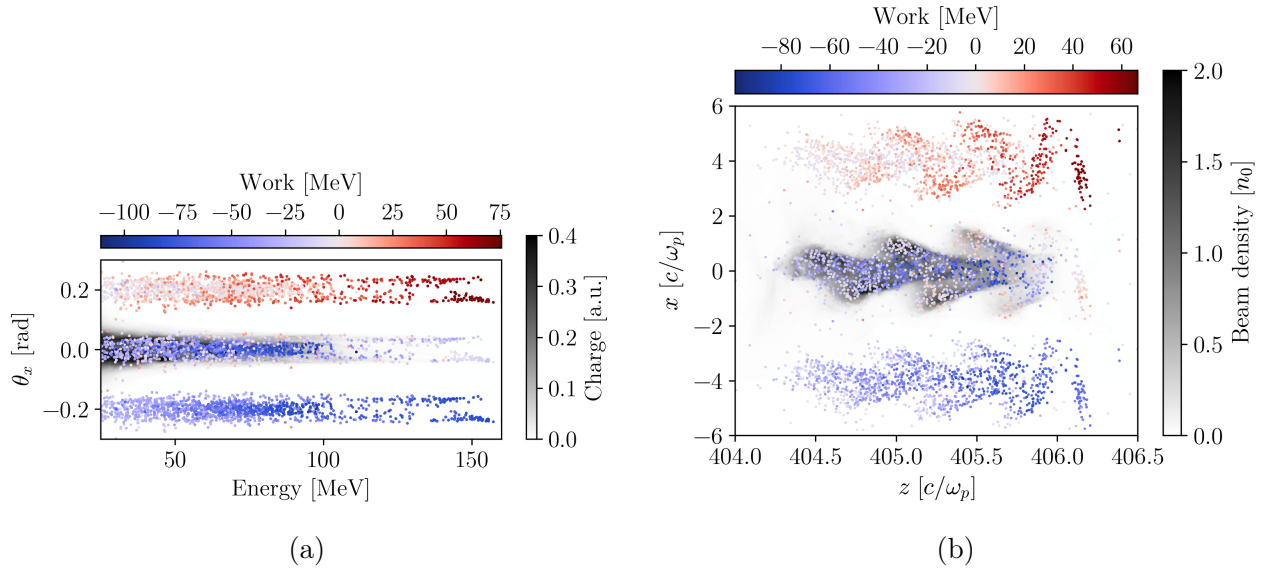 Work [MeV]
−100 −75 −50 −25 0 25 50 75
0.2
0.0
−0.2
θx [rad]
50 100 150
Energy [MeV]
0.4
0.3
0.2
0.1
0.0
Charge [a.u.]
(a)
Work [MeV]
−80 −60 −40 −20 0 20 40 60
6
4
2
0
−2
−4
−6
x [c/ωp]
404.0 404.5 405.0 405.5 406.0 406.5
z [c/ωp]
2.0
1.5
1.0
0.5
0.0
Beam density [n0]
(b)